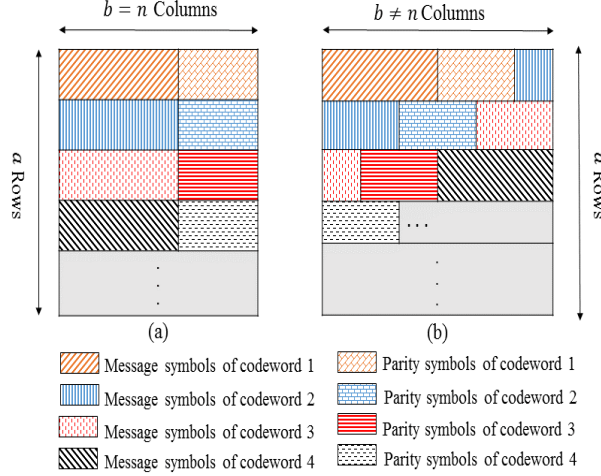 b = n Columns
b ≠ n Columns
a Rows
a Rows
...
(a)
(b)
Message symbols of codeword 1
Parity symbols of codeword 1
Message symbols of codeword 2
Parity symbols of codeword 2
Message symbols of codeword 3
Parity symbols of codeword 3
Message symbols of codeword 4
Parity symbols of codeword 4